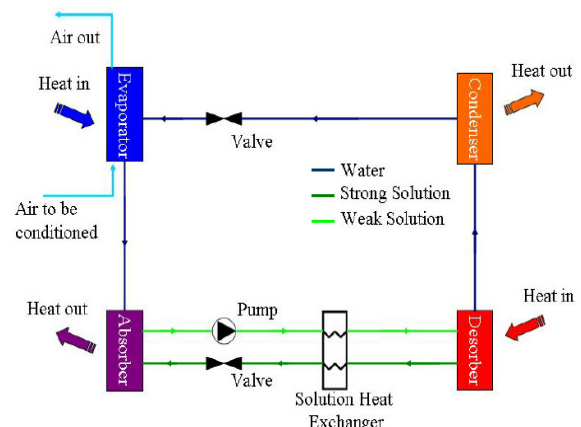 Air out
Heat in
Evaporator
Valve
Condenser
Heat out
Water
Strong Solution
Weak Solution
Air to be
conditioned
Heat out
Absorber
Pump
Valve
Solution Heat
Exchanger
Desorber
Heat in